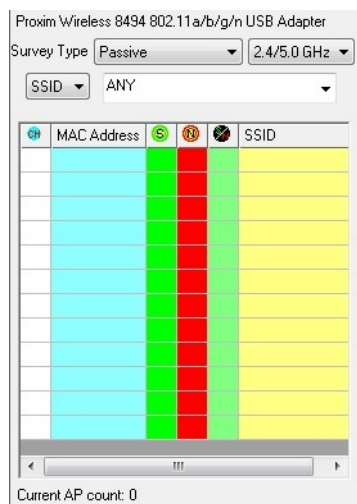 Proxim Wireless 8494 802.11a/b/g/n USB Adapter
Survey Type Passive 2.4/5.0 GHz
SSID ANY
CH MAC Address S N SSID
Current AP count: 0